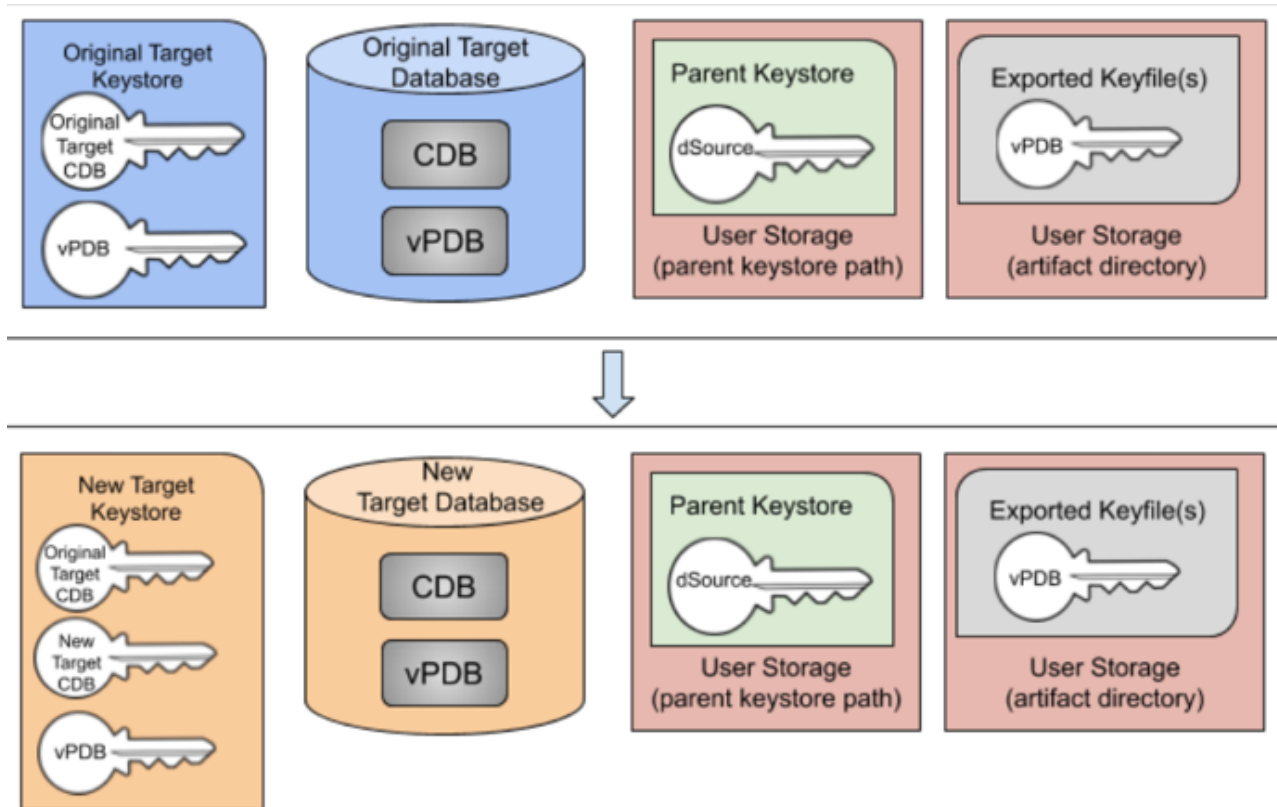 Original Target
Keystore
Original
Target
CDB
vPDB
Original Target
Database
CDB
vPDB
Parent Keystore
dSource
User Storage
(parent keystore path)
Exported Keyfile(s)
vPDB
User Storage
(artifact directory)
New Target
Keystore
Original
Target
CDB
New
Target
CDB
vPDB
New
Target Database
CDB
vPDB
Parent Keystore
dSource
User Storage
(parent keystore path)
Exported Keyfile(s)
vPDB
User Storage
(artifact directory)